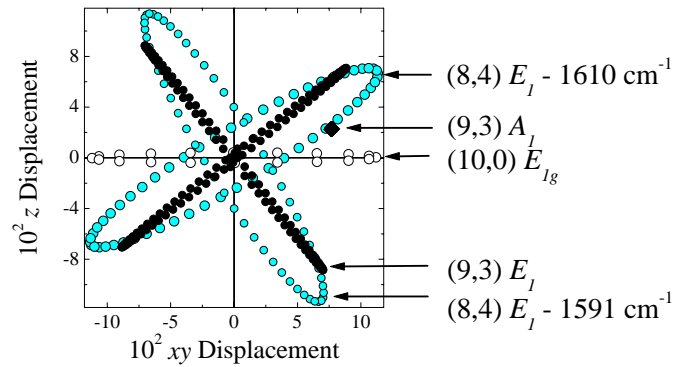 8
4
0
-4
-8
10² z Displacement
-10
-5
0
5
10
10² xy Displacement
(8,4) E₁ - 1610 cm⁻¹
(9,3) A₁
(10,0) E₁g
(9,3) E₁
(8,4) E₁ - 1591 cm⁻¹